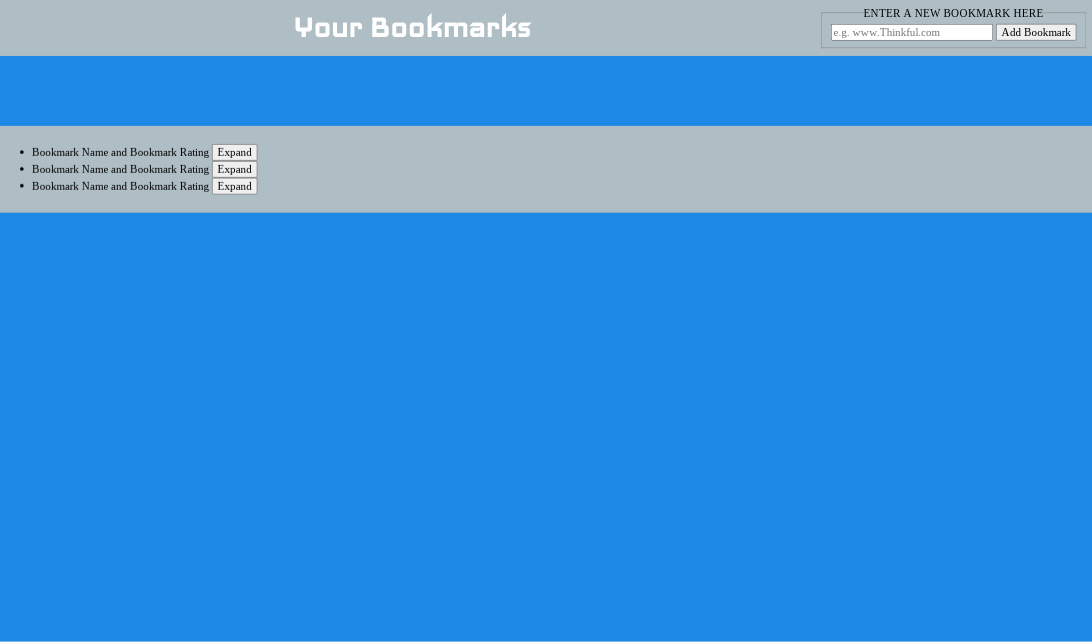 Your Bookmarks
ENTER A NEW BOOKMARK HERE
e.g. www.Thinkful.com Add Bookmark
Bookmark Name and Bookmark Rating Expand
Bookmark Name and Bookmark Rating Expand
Bookmark Name and Bookmark Rating Expand